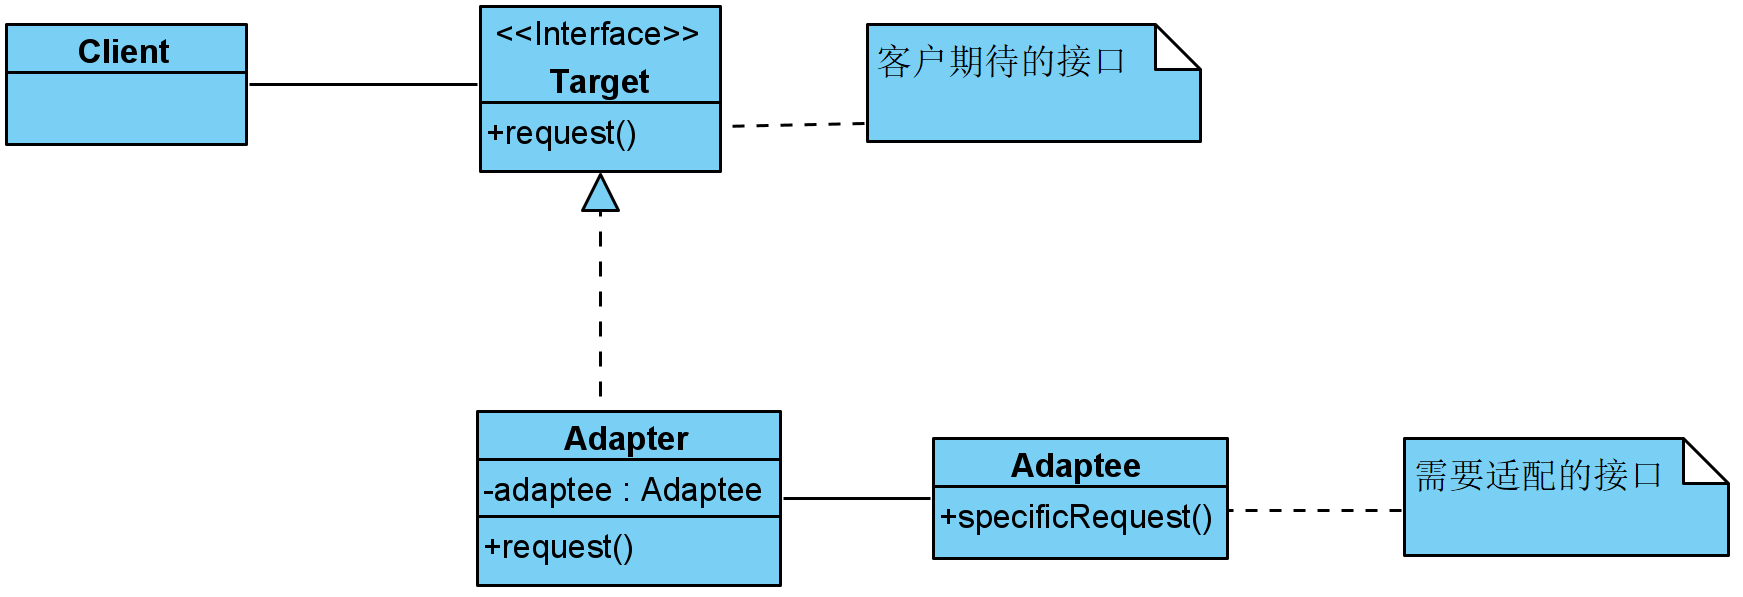 Client
<<Interface>>
Target
+request()
客户期待的接口
Adapter
-adaptee : Adaptee
+request()
Adaptee
+specificRequest()
需要适配的接口